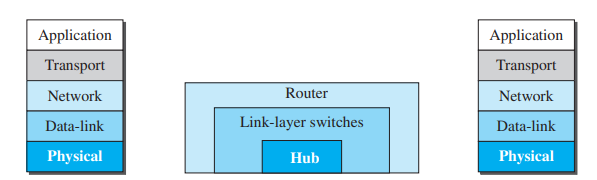 Application
Transport
Network
Data-link
Physical
Router
Link-layer switches
Hub
Application
Transport
Network
Data-link
Physical